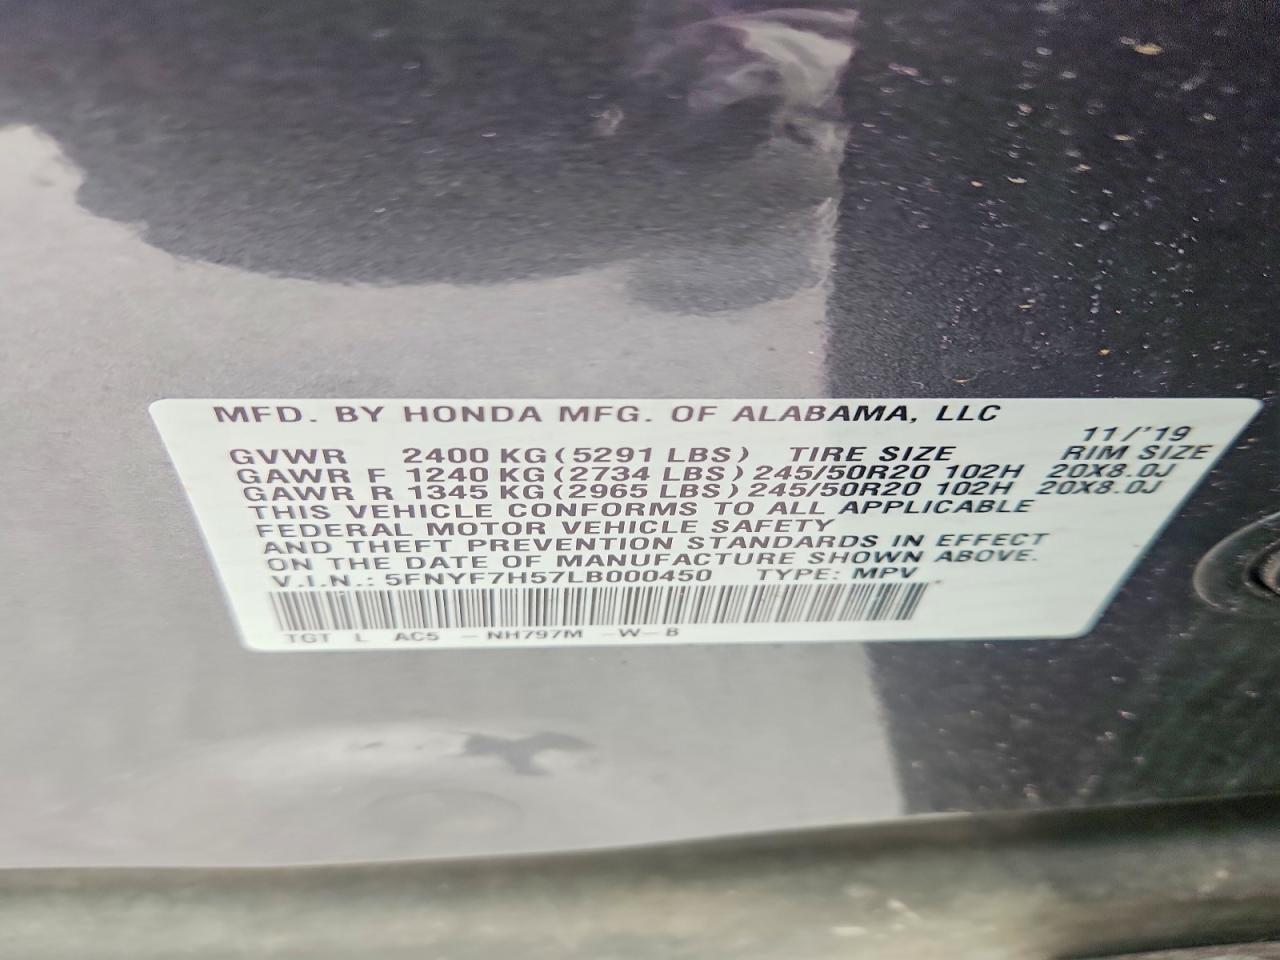 MFD. BY HONDA MFG. OF ALABAMA, LLC
11/'19
GVWR 2400 KG (5291 LBS) TIRE SIZE RIM SIZE
GAWR F 1240 KG (2734 LBS) 245/50R20 102H 20X8.0J
GAWR R 1345 KG (2965 LBS) 245/50R20 102H 20X8.0J
THIS VEHICLE CONFORMS TO ALL APPLICABLE
FEDERAL MOTOR VEHICLE SAFETY
AND THEFT PREVENTION STANDARDS IN EFFECT
ON THE DATE OF MANUFACTURE SHOWN ABOVE.
V.I.N.: 5FNYF7H57LB000450 TYPE: MPV
TGT L AC5 - NH797M -W-B